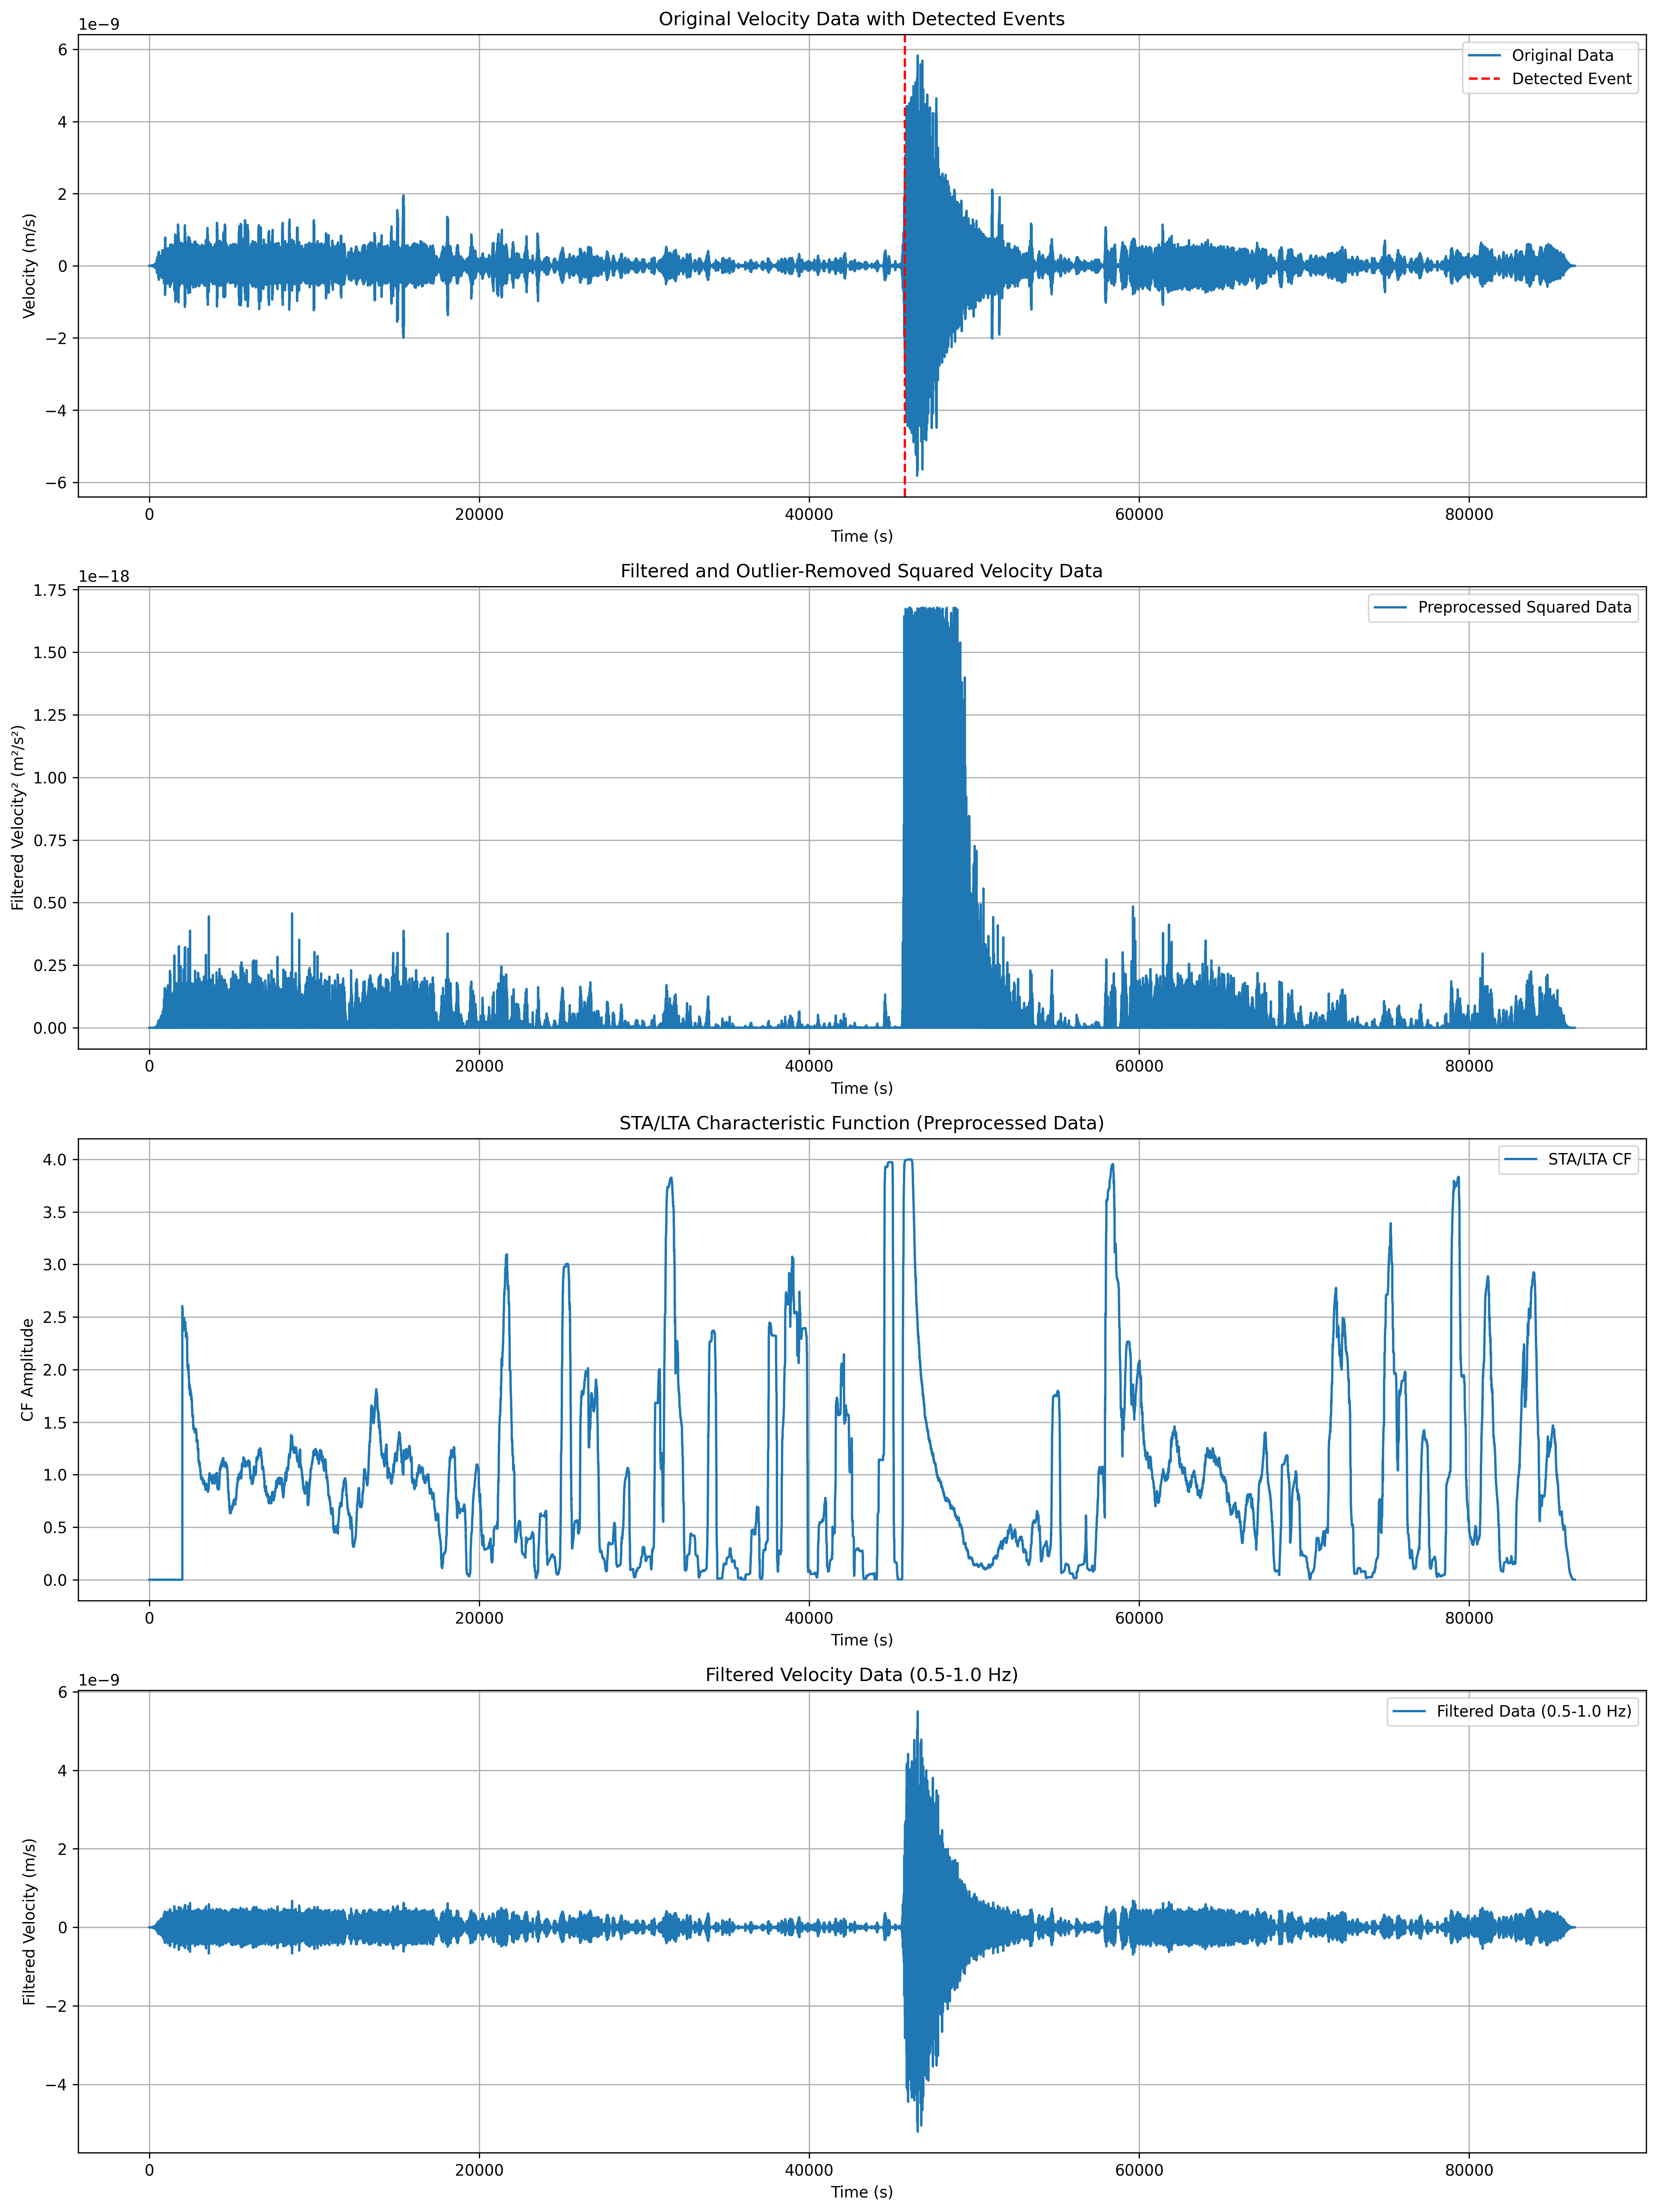 Original Velocity Data with Detected Events
1e−9
6
4
2
0
−2
−4
−6
Velocity (m/s)
Original Data
Detected Event
0
20000
40000
60000
80000
Time (s)
Filtered and Outlier-Removed Squared Velocity Data
1e−18
1.75
1.50
1.25
1.00
0.75
0.50
0.25
0.00
Filtered Velocity² (m²/s²)
Preprocessed Squared Data
0
20000
40000
60000
80000
Time (s)
STA/LTA Characteristic Function (Preprocessed Data)
4.0
3.5
3.0
2.5
2.0
1.5
1.0
0.5
0.0
CF Amplitude
STA/LTA CF
0
20000
40000
60000
80000
Time (s)
Filtered Velocity Data (0.5-1.0 Hz)
1e−9
6
4
2
0
−2
−4
Filtered Velocity (m/s)
Filtered Data (0.5-1.0 Hz)
0
20000
40000
60000
80000
Time (s)